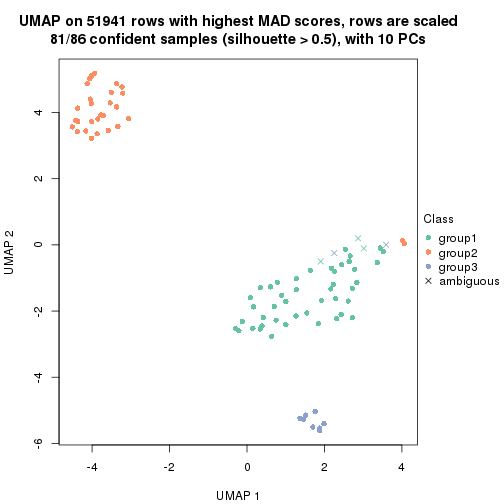 UMAP on 51941 rows with highest MAD scores, rows are scaled
81/86 confident samples (silhouette > 0.5), with 10 PCs
4
2
0
-2
-4
-6
UMAP 2
-4
-2
0
2
4
UMAP 1
Class
group1
group2
group3
ambiguous